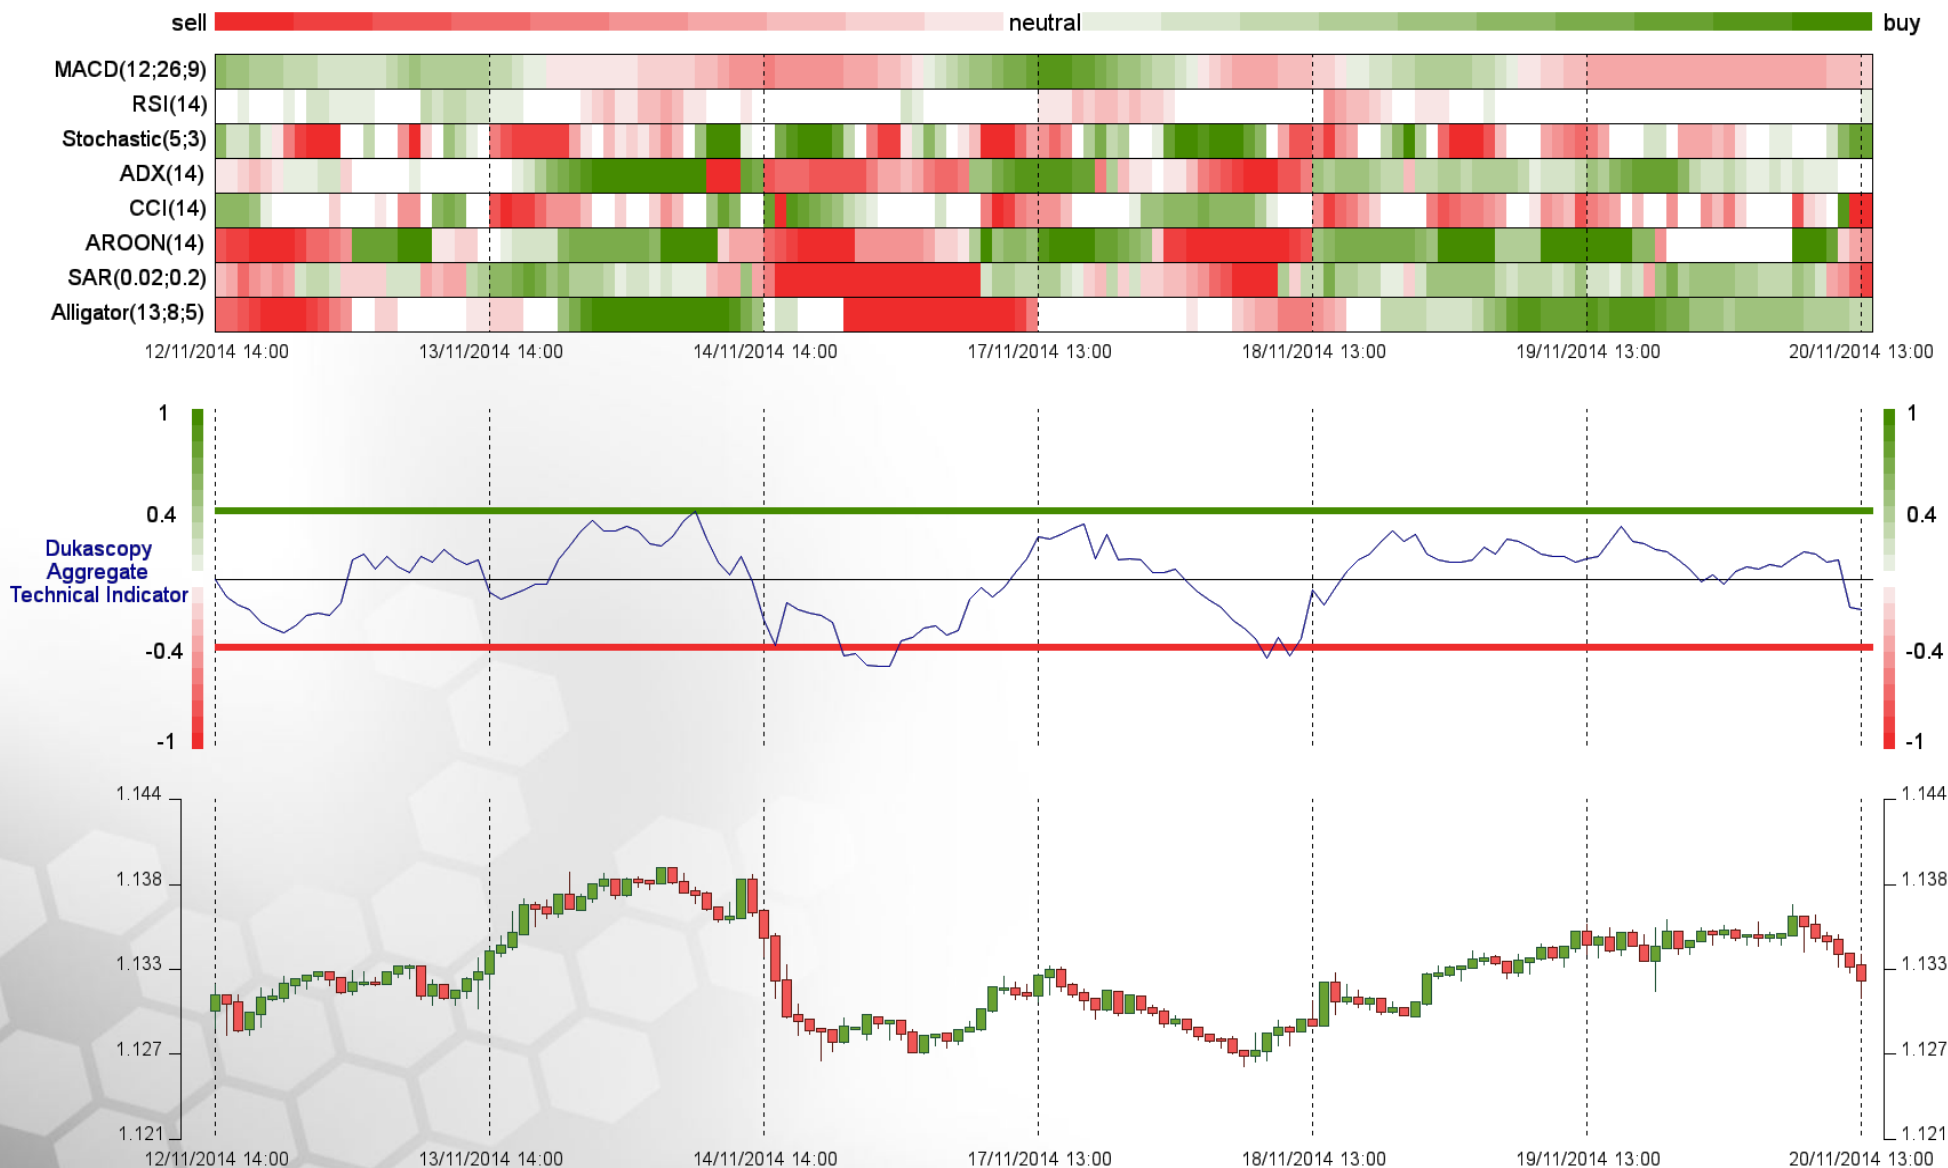 sell neutral buy
MACD(12;26;9)
RSI(14)
Stochastic(5;3)
ADX(14)
CCI(14)
AROON(14)
SAR(0.02;0.2)
Alligator(13;8;5)
12/11/2014 14:00 13/11/2014 14:00 14/11/2014 14:00 17/11/2014 13:00 18/11/2014 13:00 19/11/2014 13:00 20/11/2014 13:00
1 1
0.4 0.4
Dukascopy
Aggregate
Technical Indicator
-0.4 -0.4
-1 -1
1.144 1.144
1.138 1.138
1.133 1.133
1.127 1.127
1.121 1.121
12/11/2014 14:00 13/11/2014 14:00 14/11/2014 14:00 17/11/2014 13:00 18/11/2014 13:00 19/11/2014 13:00 20/11/2014 13:00